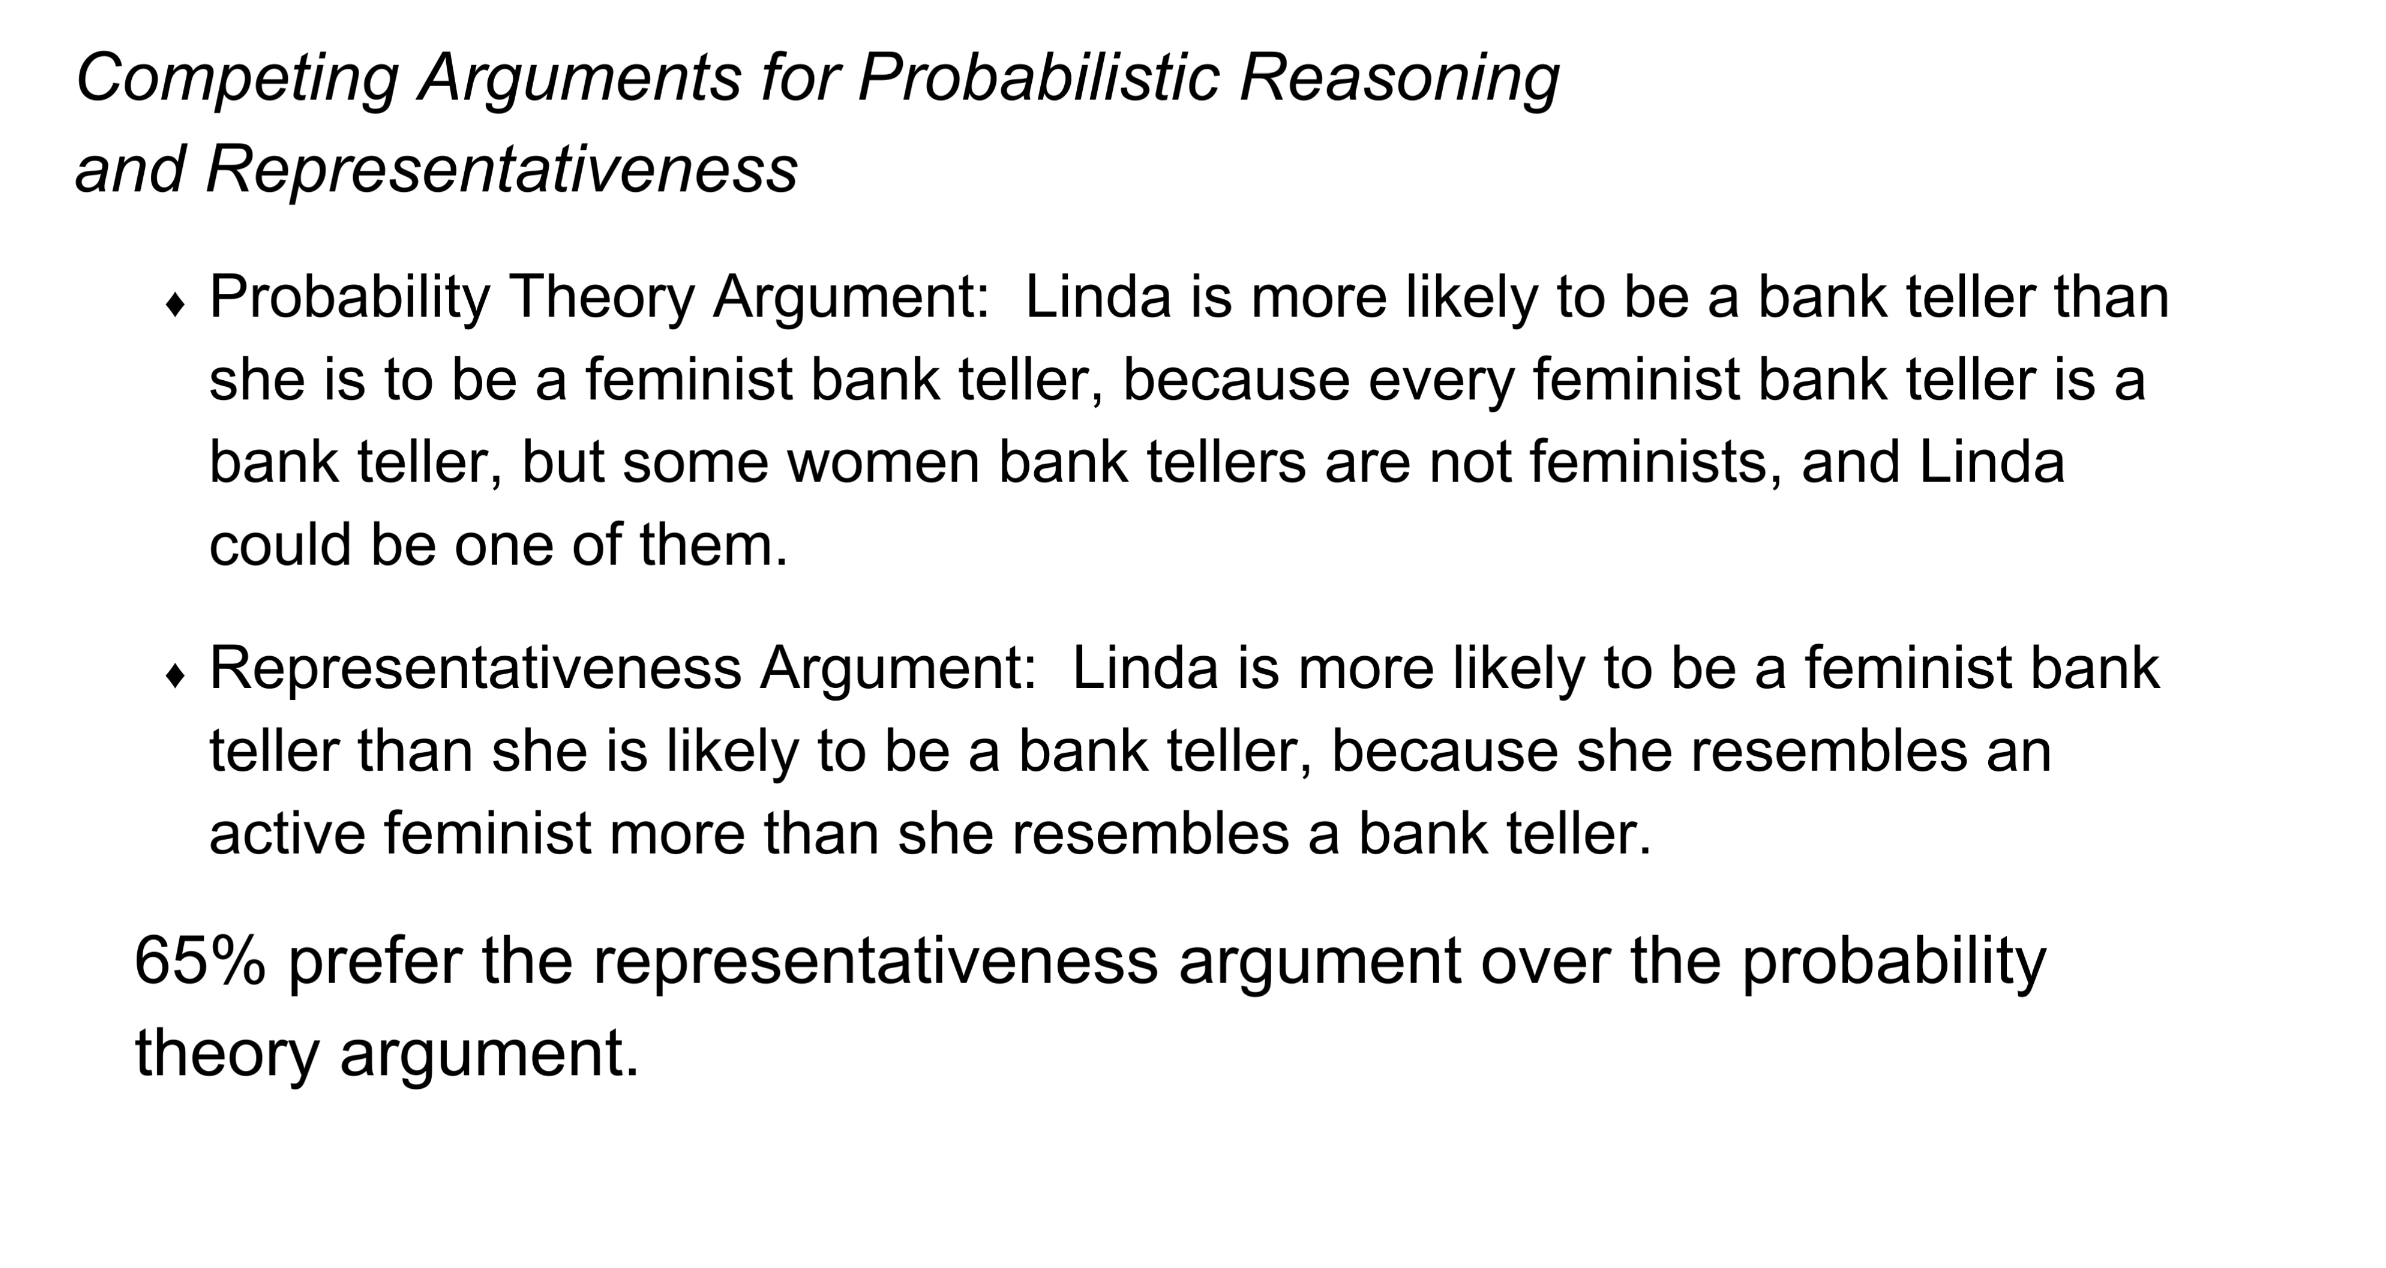 Competing Arguments for Probabilistic Reasoning
and Representativeness
♦ Probability Theory Argument:  Linda is more likely to be a bank teller than
she is to be a feminist bank teller, because every feminist bank teller is a
bank teller, but some women bank tellers are not feminists, and Linda
could be one of them.
♦ Representativeness Argument:  Linda is more likely to be a feminist bank
teller than she is likely to be a bank teller, because she resembles an
active feminist more than she resembles a bank teller.
65% prefer the representativeness argument over the probability
theory argument.